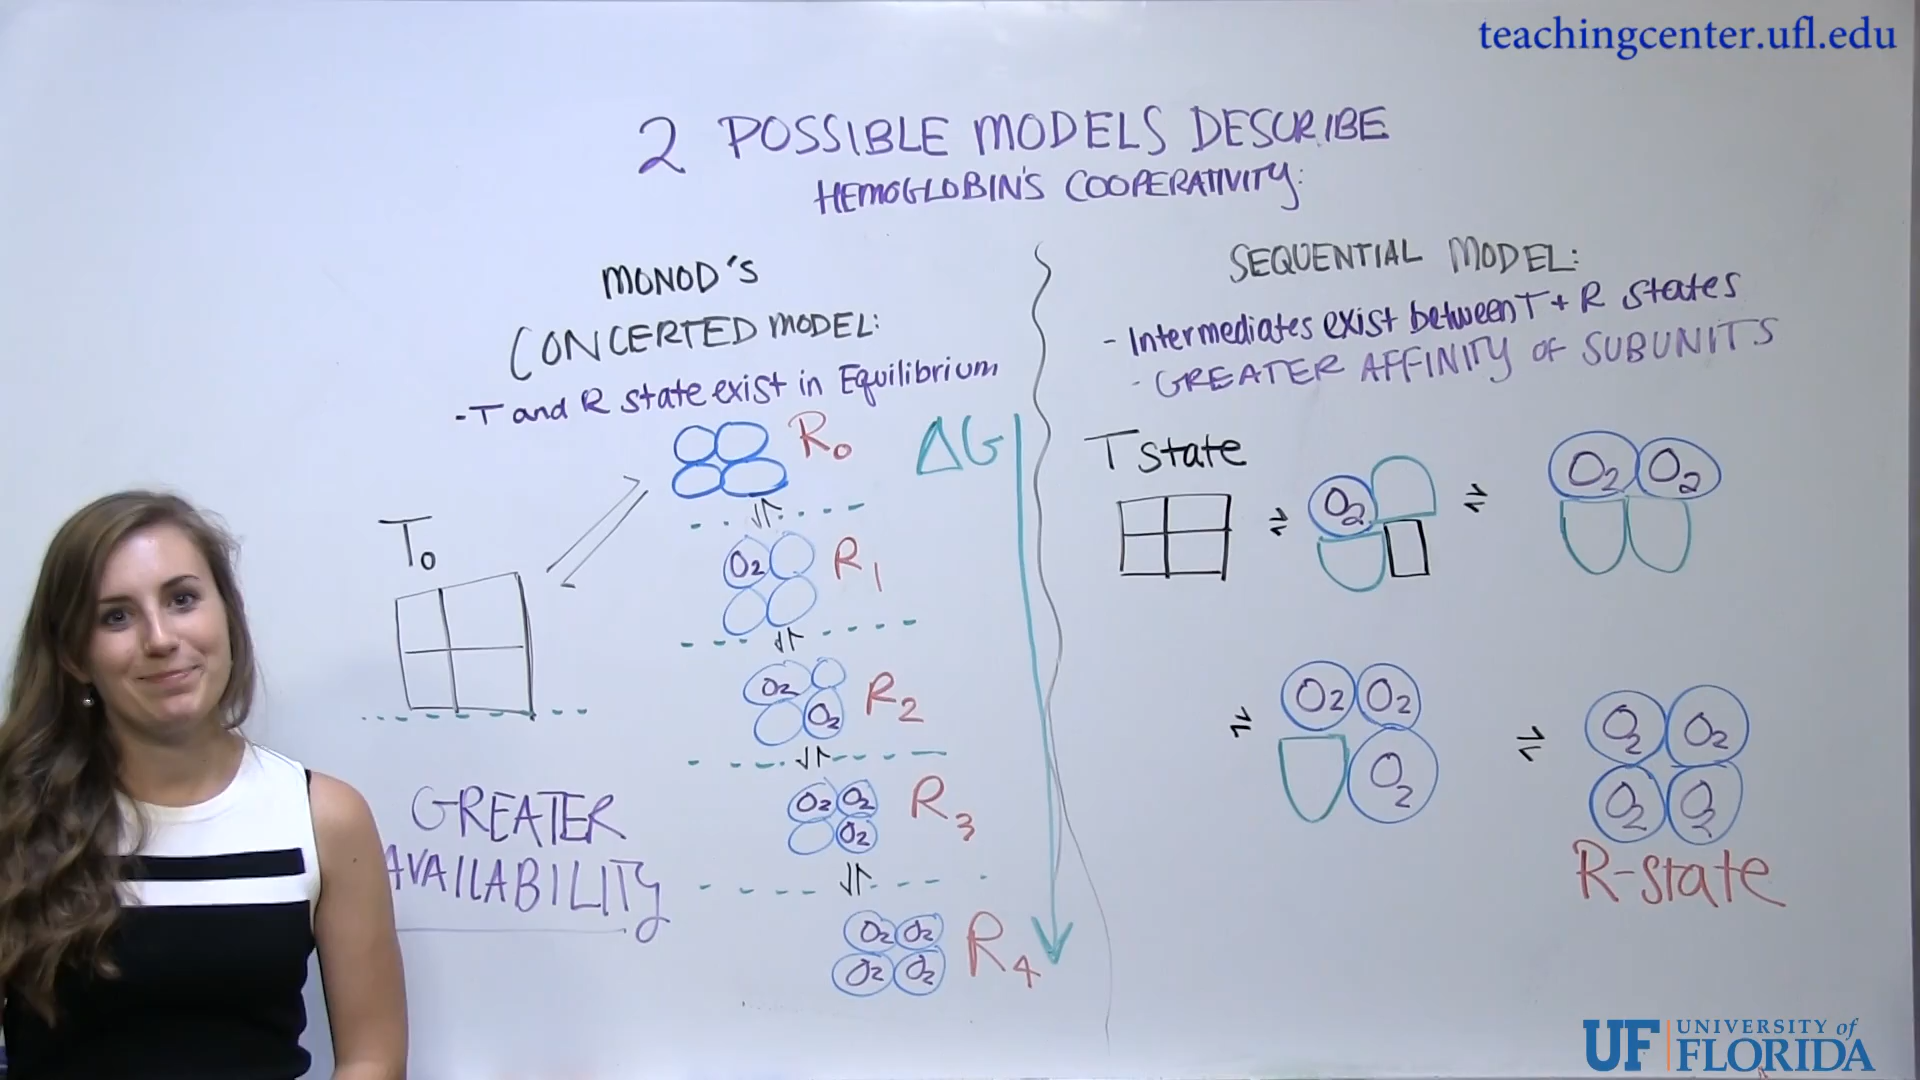 teachingcenter.ufl.edu
2 POSSIBLE MODELS DESCRIBE
HEMOGLOBIN'S COOPERATIVITY:
MONOD'S
CONCERTED MODEL:
- T and R state exist in Equilibrium
T₀
R₀
ΔG
O₂
R₁
O₂
O₂
R₂
O₂ O₂
O₂
R₃
O₂ O₂
O₂ O₂
R₄
GREATER
AVAILABILITY
SEQUENTIAL MODEL:
- Intermediates exist between T + R states
- GREATER AFFINITY OF SUBUNITS
T state
O₂
O₂ O₂
O₂ O₂
O₂
O₂ O₂
O₂ O₂
R-state
UF UNIVERSITY of
FLORIDA